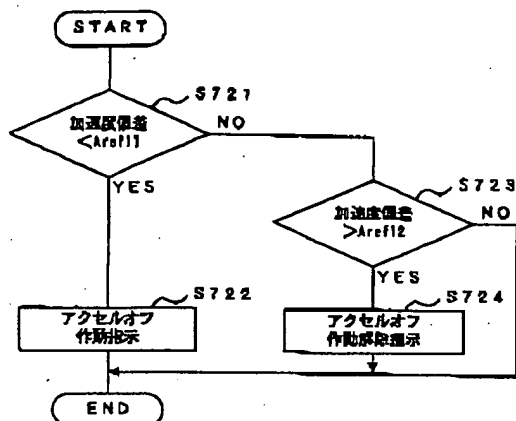 START
S721
加速度偏差
<Aref11
NO
YES
S723
加速度偏差
>Aref12
NO
YES
S722
アクセルオフ
作動指示
S724
アクセルオフ
作動解除指示
END